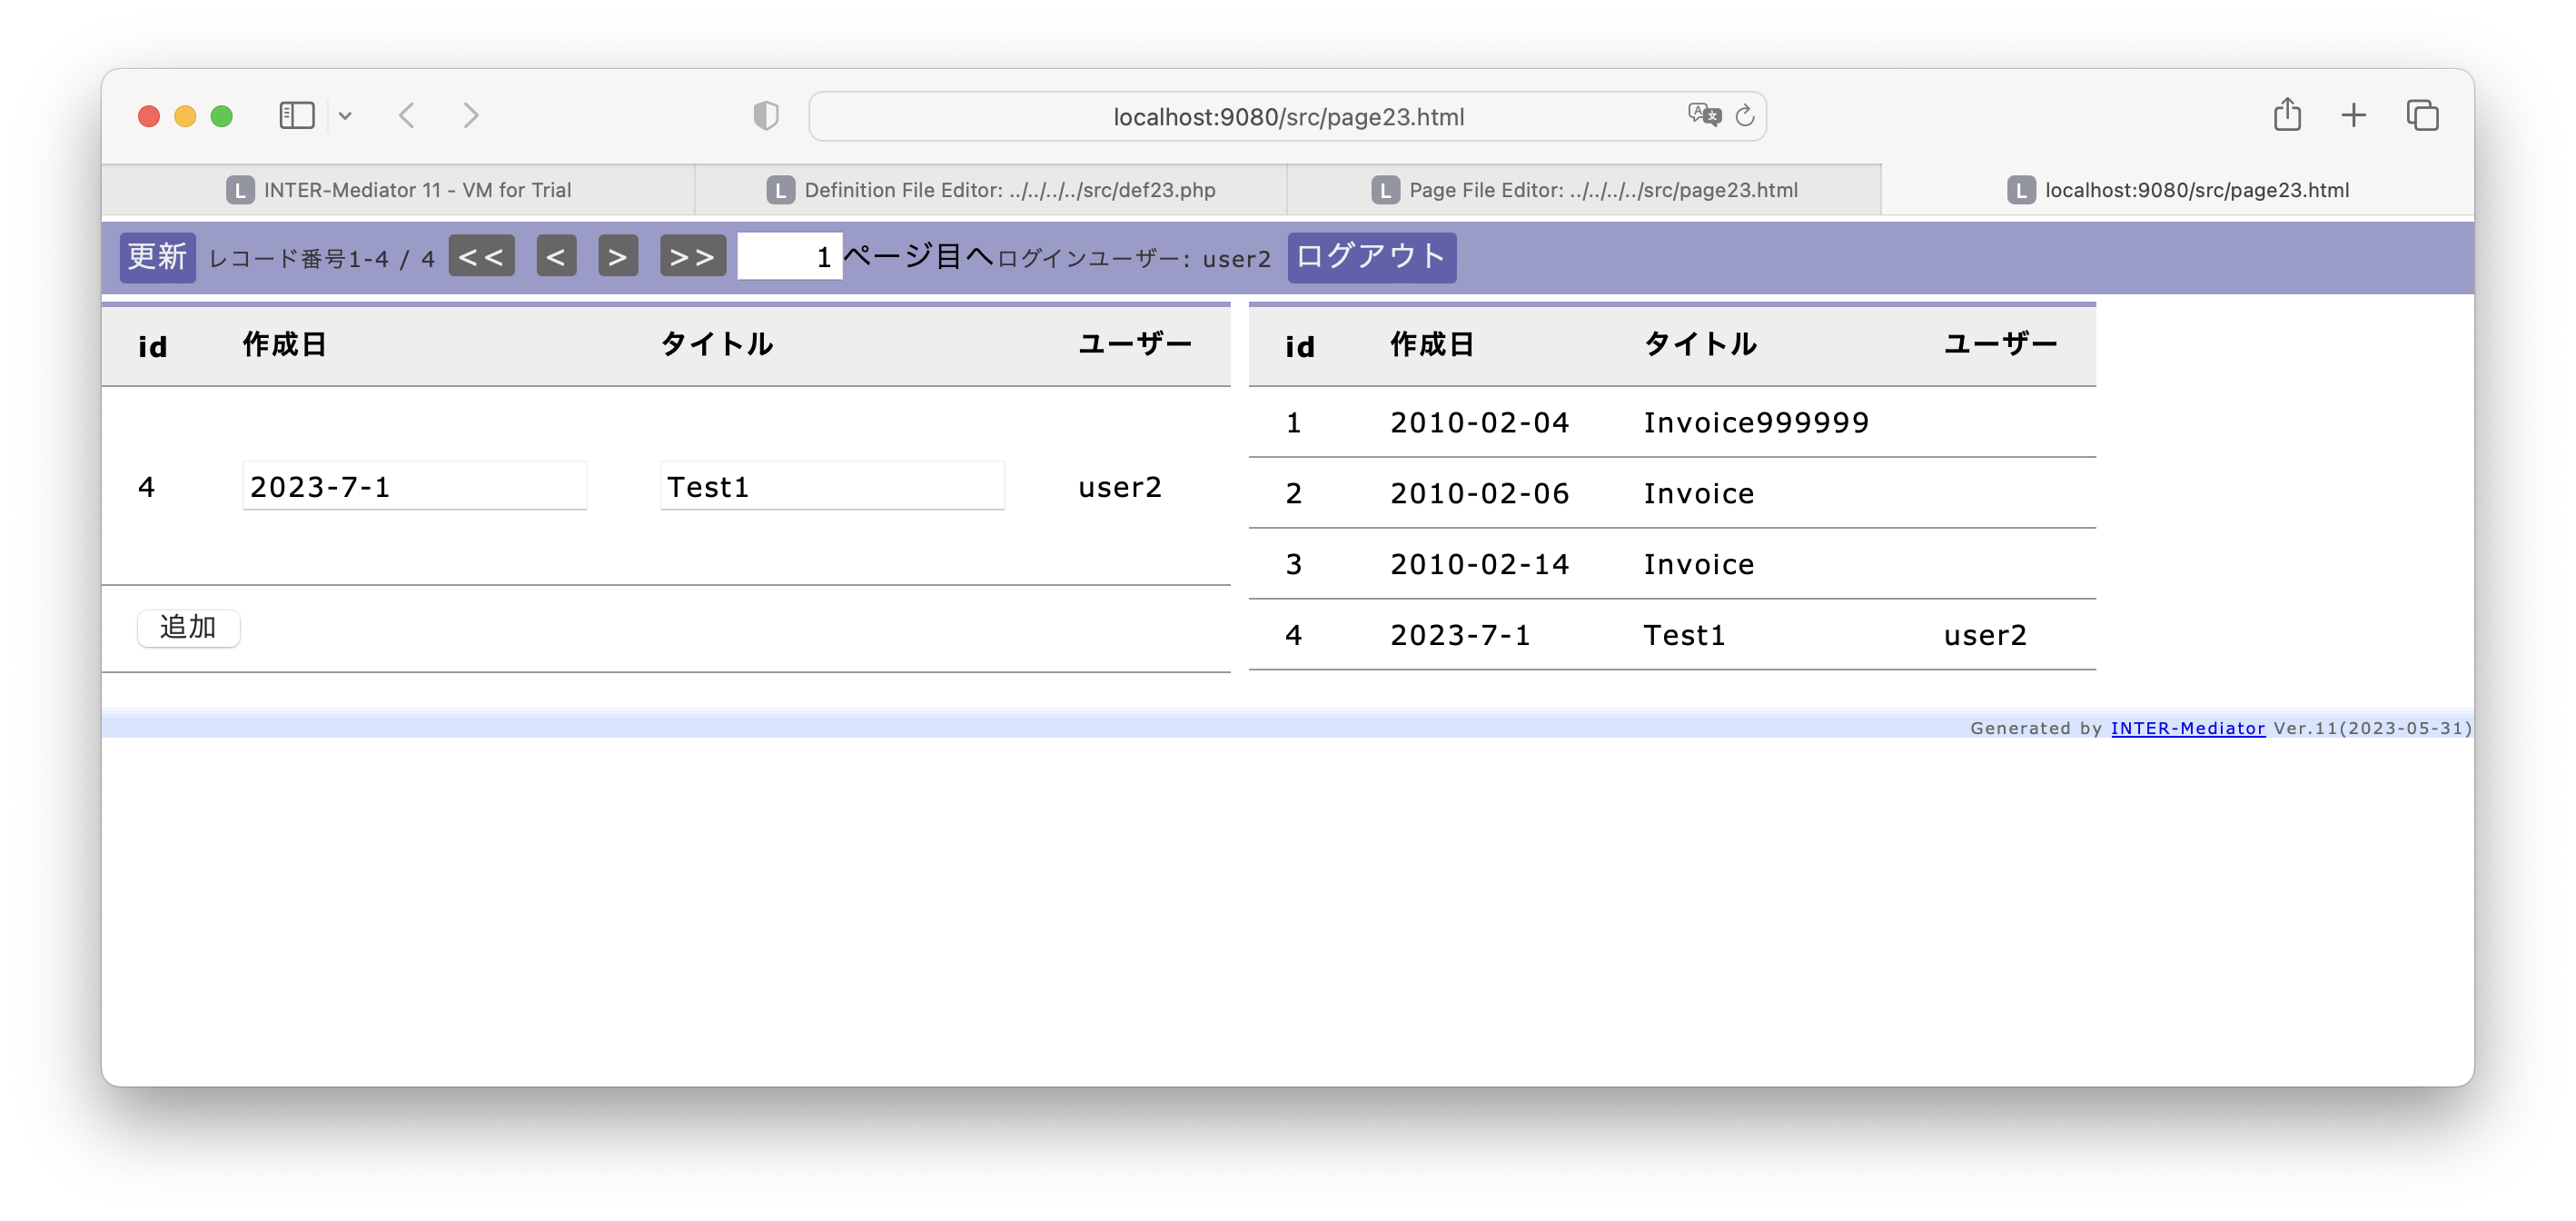 localhost:9080/src/page23.html
L INTER-Mediator 11 - VM for Trial
L Definition File Editor: ../../../../src/def23.php
L Page File Editor: ../../../../src/page23.html
L localhost:9080/src/page23.html
更新 レコード番号1-4 / 4 << < > >> 1 ページ目へ ログインユーザー: user2 ログアウト
id 作成日 タイトル ユーザー
4 2023-7-1 Test1 user2
追加
id 作成日 タイトル ユーザー
1 2010-02-04 Invoice999999
2 2010-02-06 Invoice
3 2010-02-14 Invoice
4 2023-7-1 Test1 user2
Generated by INTER-Mediator Ver.11(2023-05-31)